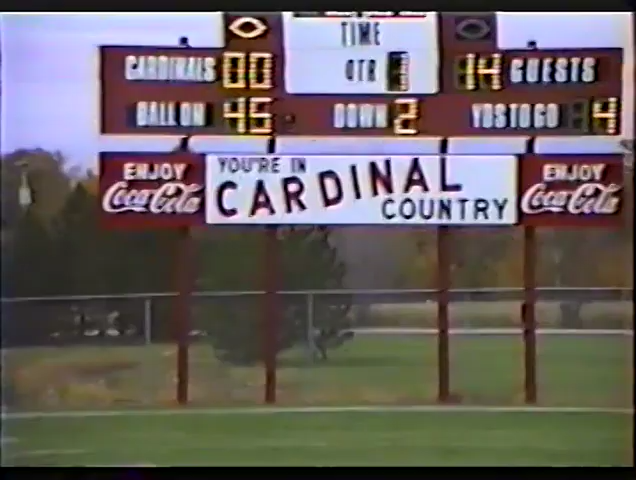 TIME
CARDINALS 00 QTR 1 14 GUESTS
BALL ON 45 DOWN 2 YDS TO GO 4
ENJOY
Coca-Cola
YOU'RE IN
CARDINAL
COUNTRY
ENJOY
Coca-Cola